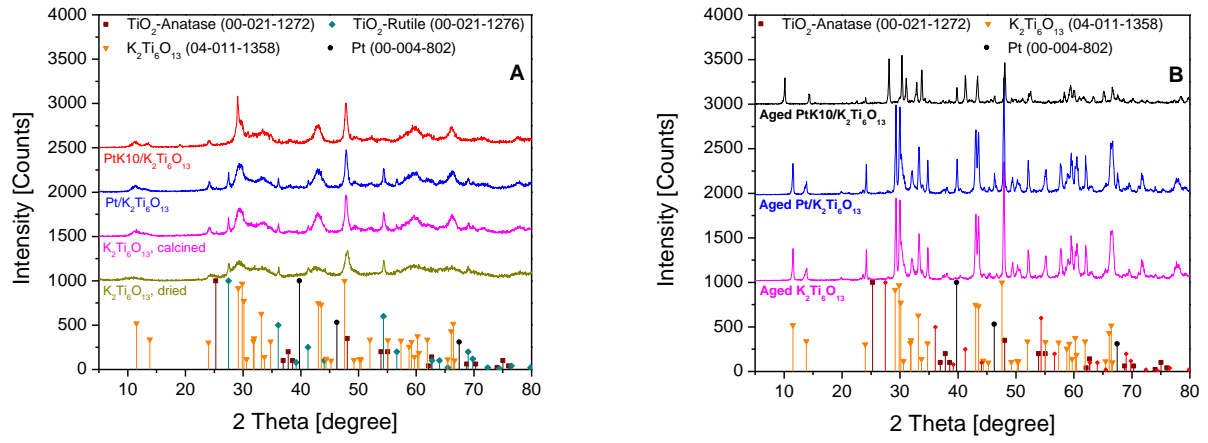 TiO2-Anatase (00-021-1272) TiO2-Rutile (00-021-1276)
K2Ti6O13 (04-011-1358) Pt (00-004-802)
A
Intensity [Counts]
4000
3500
3000
2500
2000
1500
1000
500
0
PtK10/K2Ti6O13
Pt/K2Ti6O13
K2Ti6O13, calcined
K2Ti6O13, dried
10 20 30 40 50 60 70 80
2 Theta [degree]
TiO2-Anatase (00-021-1272) K2Ti6O13 (04-011-1358)
Pt (00-004-802)
B
Intensity [Counts]
4000
3500
3000
2500
2000
1500
1000
500
0
Aged PtK10/K2Ti6O13
Aged Pt/K2Ti6O13
Aged K2Ti6O13
10 20 30 40 50 60 70 80
2 Theta [degree]